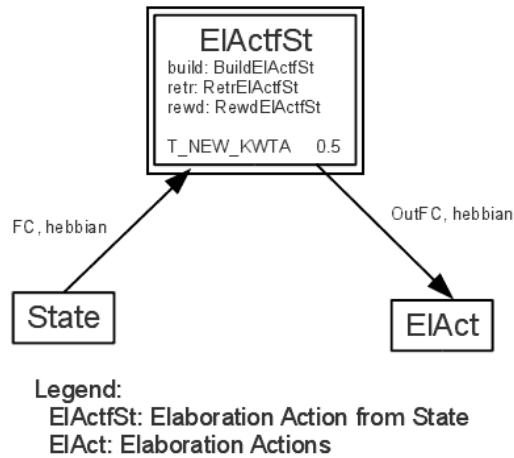 ElActfSt
build: BuildElActfSt
retr: RetrElActfSt
rewd: RewdElActfSt
T_NEW_KWTA 0.5
FC, hebbian
OutFC, hebbian
State
ElAct
Legend:
ElActfSt: Elaboration Action from State
ElAct: Elaboration Actions